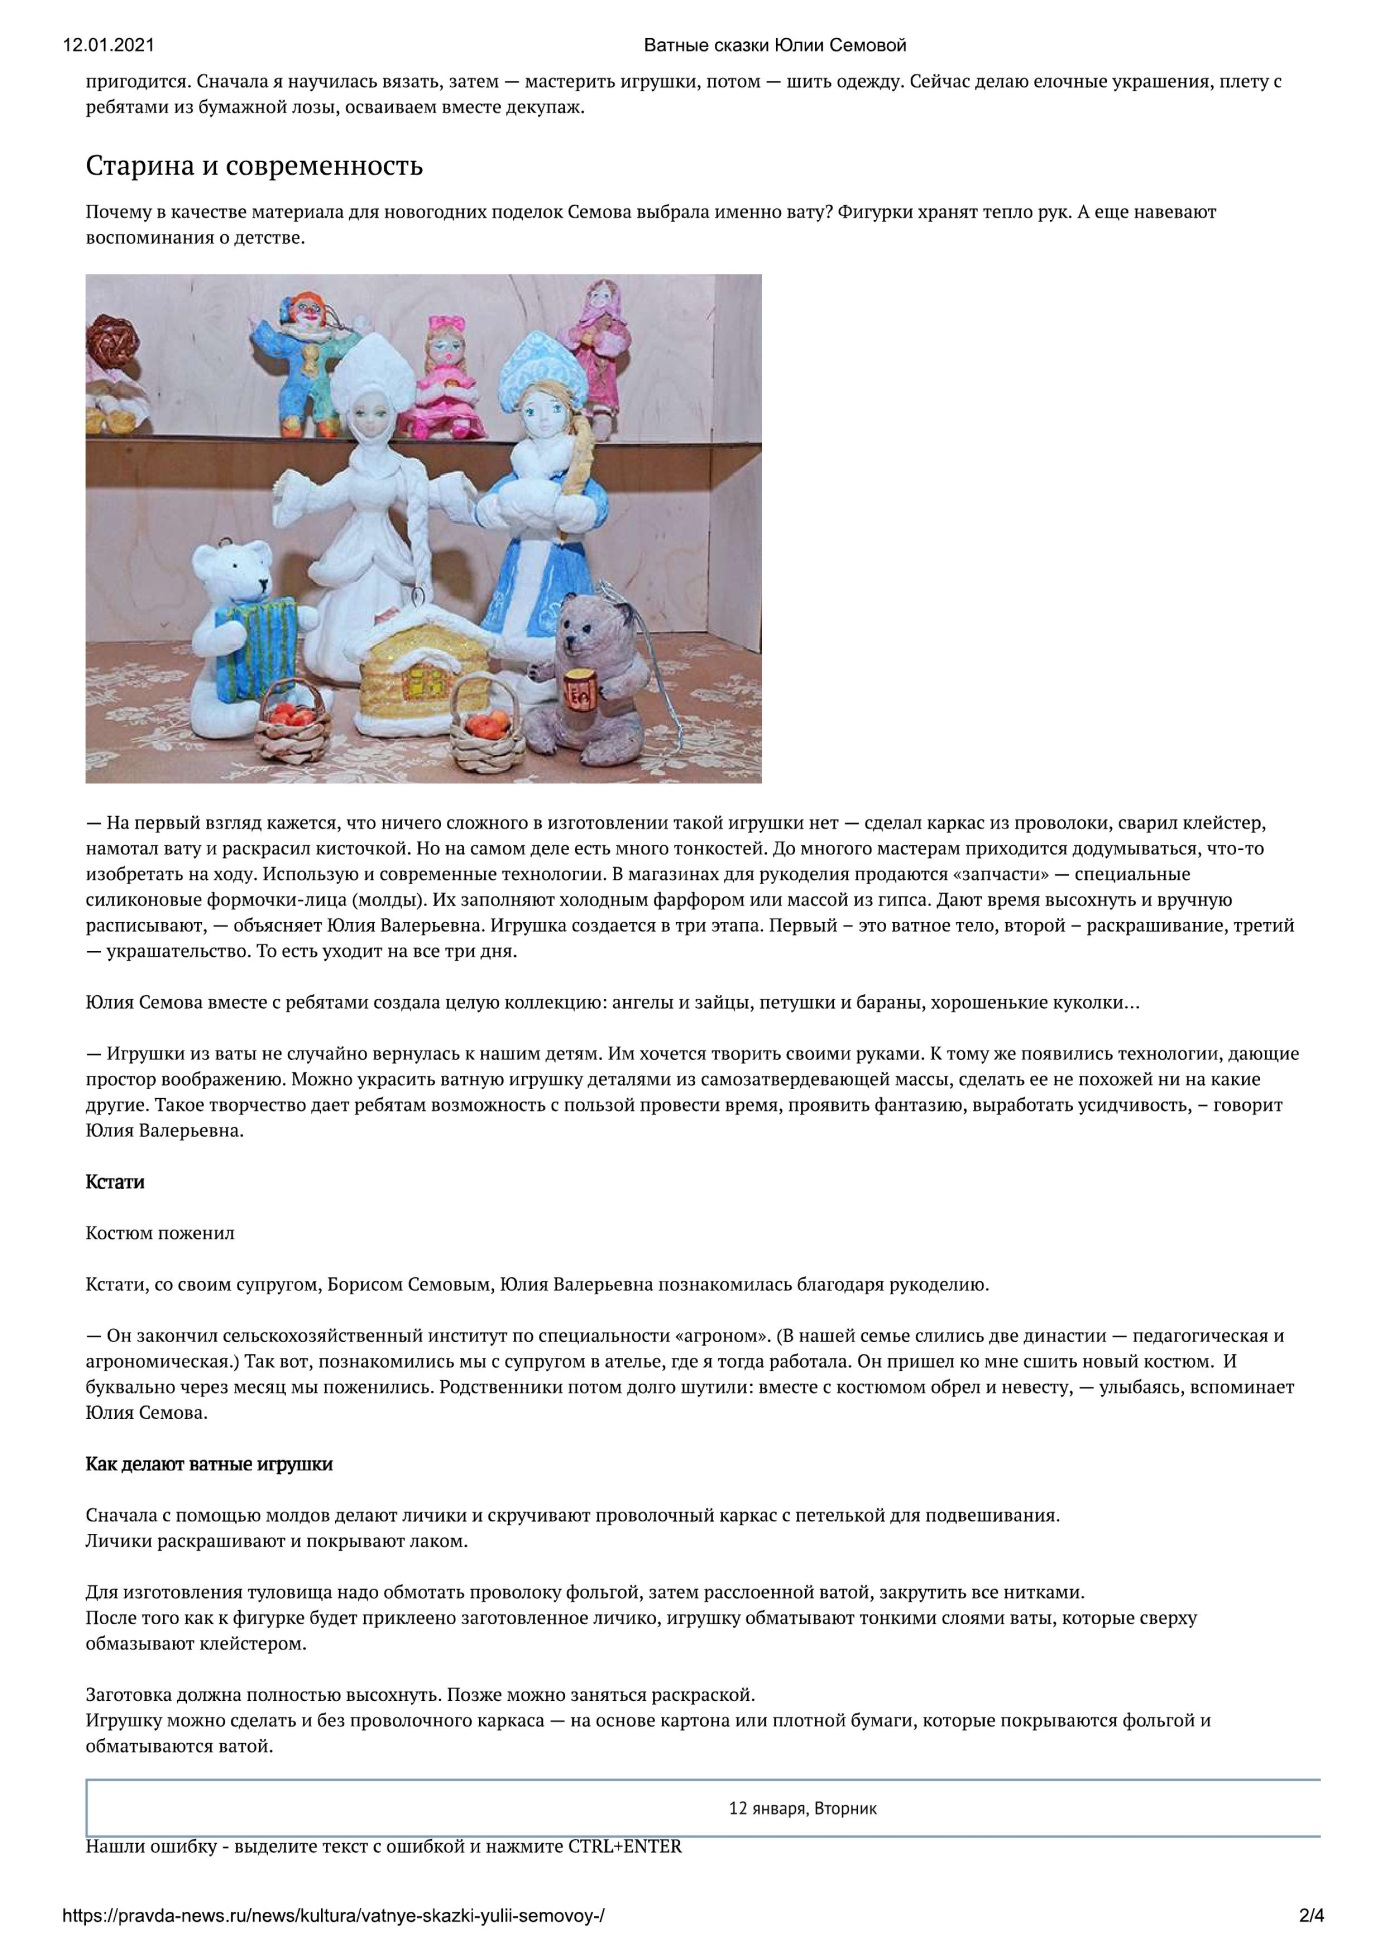 12.01.2021
Ватные сказки Юлии Семовой
пригодится. Сначала я научилась вязать, затем — мастерить игрушки, потом — шить одежду. Сейчас делаю елочные украшения, плету с
ребятами из бумажной лозы, осваиваем вместе декупаж.
Старина и современность
Почему в качестве материала для новогодних поделок Семова выбрала именно вату? Фигурки хранят тепло рук. А еще навевают
воспоминания о детстве.
— На первый взгляд кажется, что ничего сложного в изготовлении такой игрушки нет — сделал каркас из проволоки, сварил клейстер,
намотал вату и раскрасил кисточкой. Но на самом деле есть много тонкостей. До многого мастерам приходится додумываться, что-то
изобретать на ходу. Использую и современные технологии. В магазинах для рукоделия продаются «запчасти» — специальные
силиконовые формочки-лица (молды). Их заполняют холодным фарфором или массой из гипса. Дают время высохнуть и вручную
расписывают, — объясняет Юлия Валерьевна. Игрушка создается в три этапа. Первый – это ватное тело, второй – раскрашивание, третий
— украшательство. То есть уходит на все три дня.
Юлия Семова вместе с ребятами создала целую коллекцию: ангелы и зайцы, петушки и бараны, хорошенькие куколки…
— Игрушки из ваты не случайно вернулась к нашим детям. Им хочется творить своими руками. К тому же появились технологии, дающие
простор воображению. Можно украсить ватную игрушку деталями из самозатвердевающей массы, сделать ее не похожей ни на какие
другие. Такое творчество дает ребятам возможность с пользой провести время, проявить фантазию, выработать усидчивость, – говорит
Юлия Валерьевна.
Кстати
Костюм поженил
Кстати, со своим супругом, Борисом Семовым, Юлия Валерьевна познакомилась благодаря рукоделию.
— Он закончил сельскохозяйственный институт по специальности «агроном». (В нашей семье слились две династии — педагогическая и
агрономическая.) Так вот, познакомились мы с супругом в ателье, где я тогда работала. Он пришел ко мне сшить новый костюм. И
буквально через месяц мы поженились. Родственники потом долго шутили: вместе с костюмом обрел и невесту, — улыбаясь, вспоминает
Юлия Семова.
Как делают ватные игрушки
Сначала с помощью молдов делают личики и скручивают проволочный каркас с петелькой для подвешивания.
Личики раскрашивают и покрывают лаком.
Для изготовления туловища надо обмотать проволоку фольгой, затем расслоенной ватой, закрутить все нитками.
После того как к фигурке будет приклеено заготовленное личико, игрушку обматывают тонкими слоями ваты, которые сверху
обмазывают клейстером.
Заготовка должна полностью высохнуть. Позже можно заняться раскраской.
Игрушку можно сделать и без проволочного каркаса — на основе картона или плотной бумаги, которые покрываются фольгой и
обматываются ватой.
12 января, Вторник
Нашли ошибку - выделите текст с ошибкой и нажмите CTRL+ENTER
https://pravda-news.ru/news/kultura/vatnye-skazki-yulii-semovoy-/
2/4